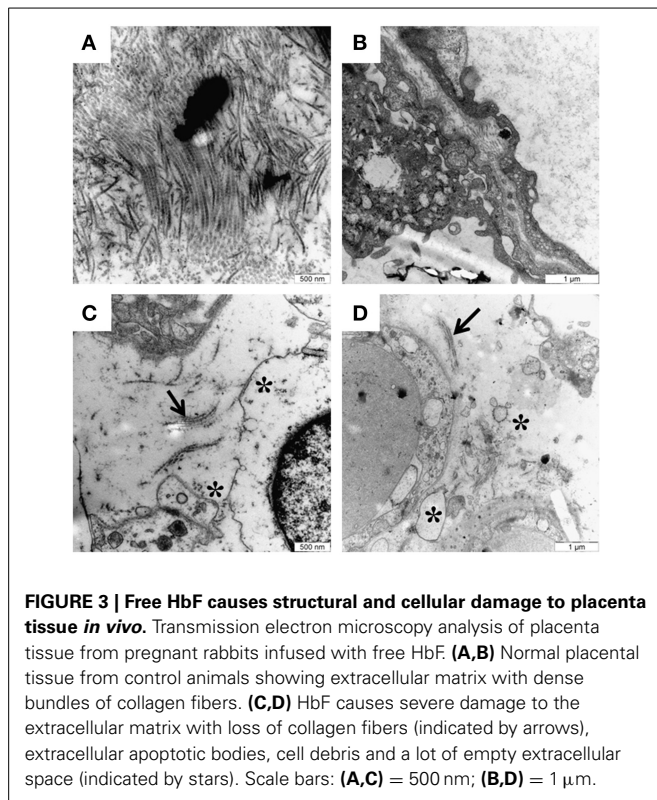 A
B
500 nm
1 µm
C
D
*
*
*
*
500 nm
1 µm
FIGURE 3 | Free HbF causes structural and cellular damage to placenta
tissue in vivo. Transmission electron microscopy analysis of placenta
tissue from pregnant rabbits infused with free HbF. (A,B) Normal placental
tissue from control animals showing extracellular matrix with dense
bundles of collagen fibers. (C,D) HbF causes severe damage to the
extracellular matrix with loss of collagen fibers (indicated by arrows),
extracellular apoptotic bodies, cell debris and a lot of empty extracellular
space (indicated by stars). Scale bars: (A,C) = 500 nm; (B,D) = 1 µm.